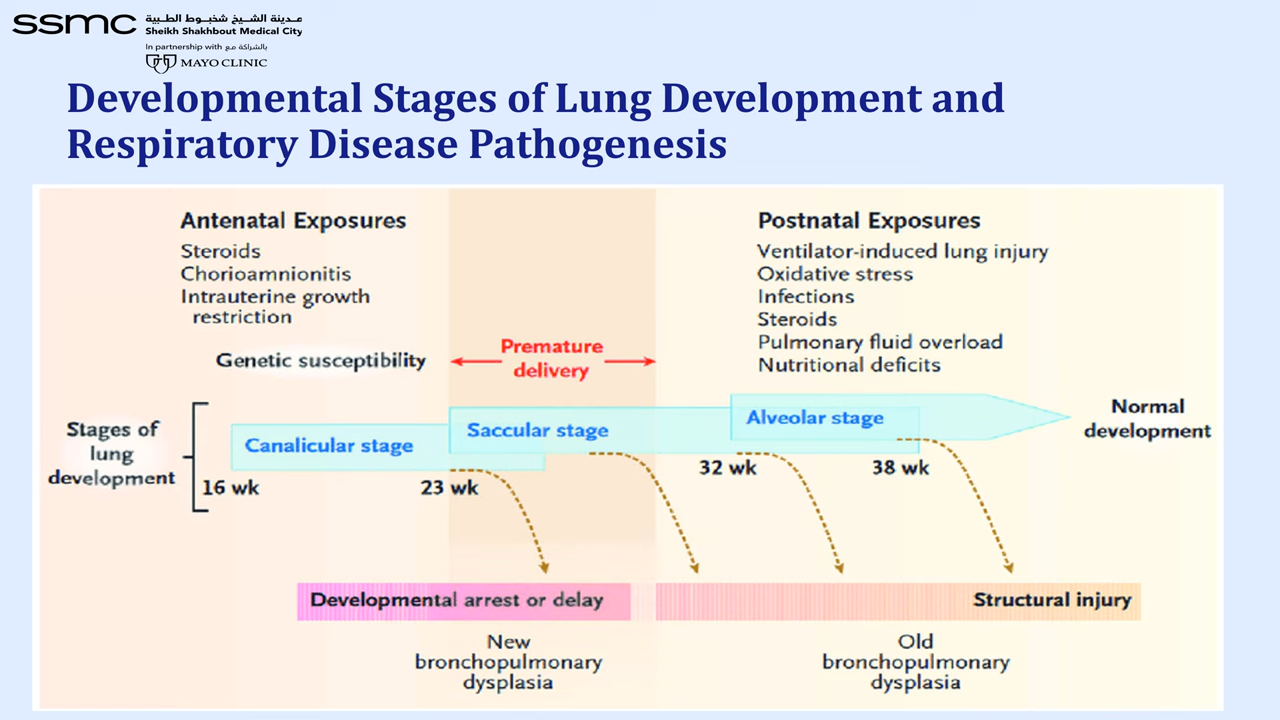 ssmc
مدينة الشيخ شخبوط الطبية
Sheikh Shakhbout Medical City
In partnership with بالشراكة مع
MAYO CLINIC
Developmental Stages of Lung Development and
Respiratory Disease Pathogenesis
Antenatal Exposures
Steroids
Chorioamnionitis
Intrauterine growth
restriction
Genetic susceptibility
Premature
delivery
Postnatal Exposures
Ventilator-induced lung injury
Oxidative stress
Infections
Steroids
Pulmonary fluid overload
Nutritional deficits
Stages of
lung
development
Canalicular stage
Saccular stage
Alveolar stage
Normal
development
16 wk
23 wk
32 wk
38 wk
Developmental arrest or delay
Structural injury
New
bronchopulmonary
dysplasia
Old
bronchopulmonary
dysplasia